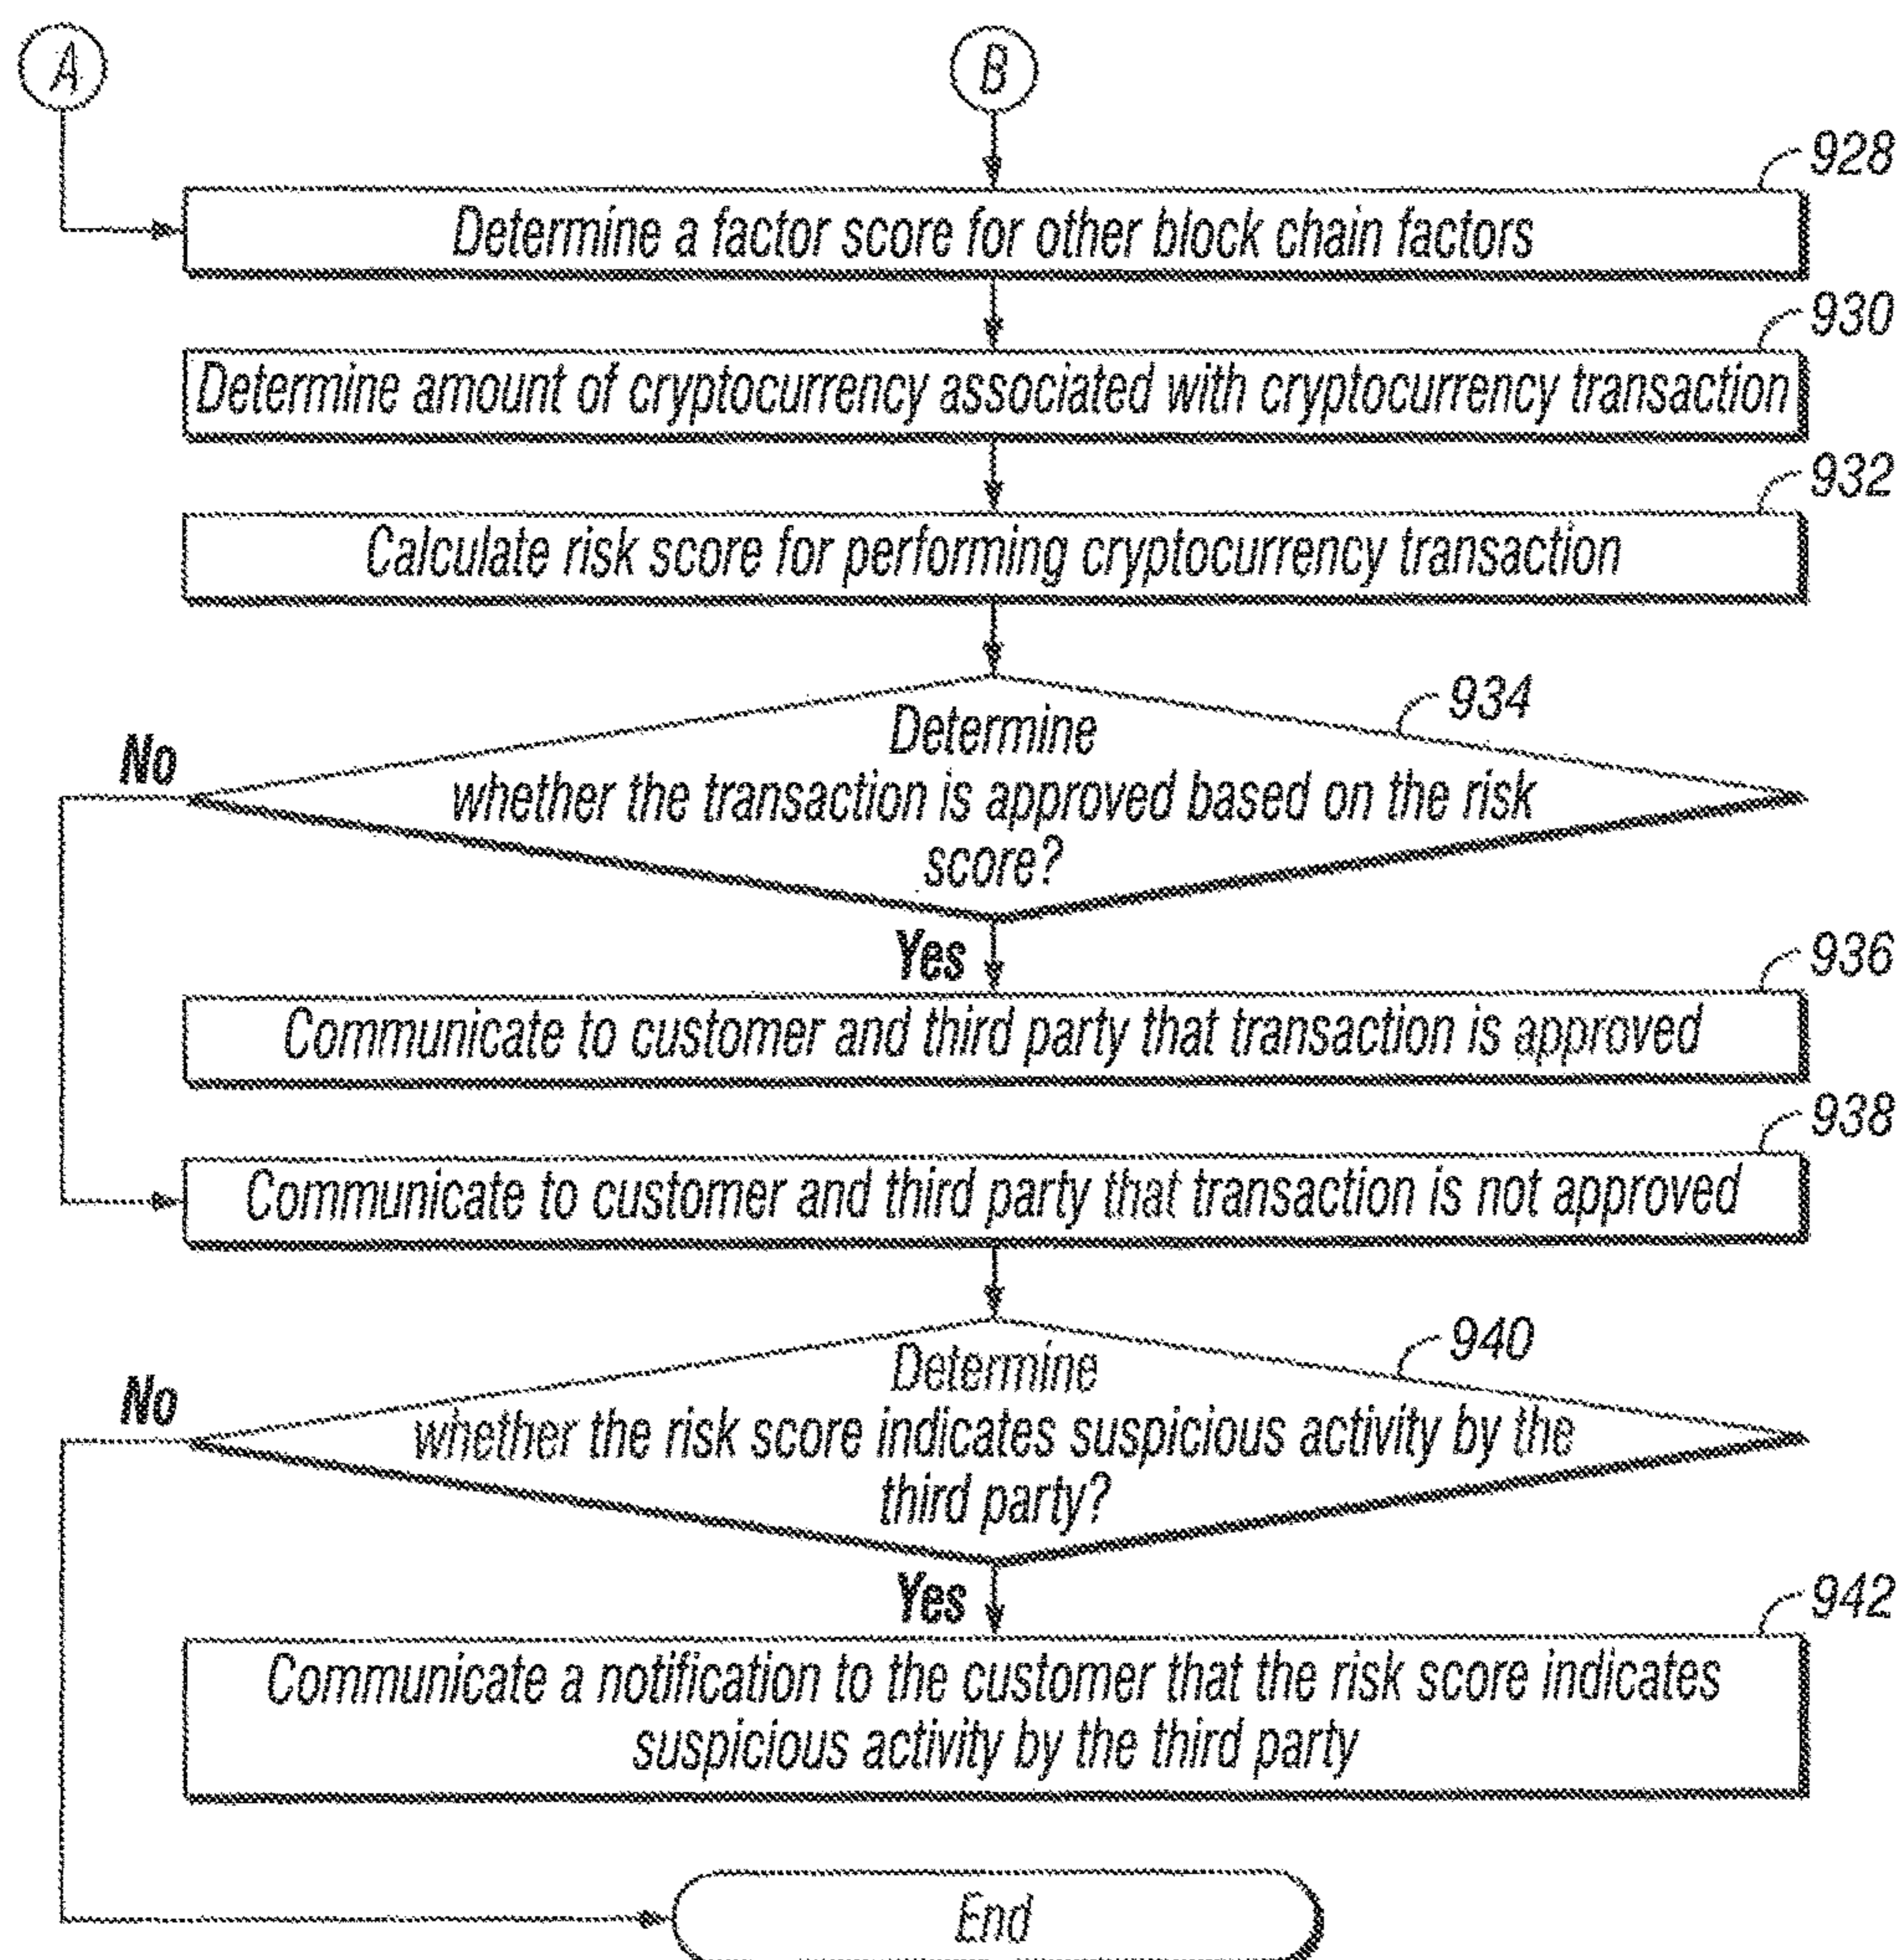 A
B
928
Determine a factor score for other block chain factors
930
Determine amount of cryptocurrency associated with cryptocurrency transaction
932
Calculate risk score for performing cryptocurrency transaction
934
Determine
whether the transaction is approved based on the risk
score?
No
Yes
936
Communicate to customer and third party that transaction is approved
938
Communicate to customer and third party that transaction is not approved
940
Determine
whether the risk score indicates suspicious activity by the
third party?
No
Yes
942
Communicate a notification to the customer that the risk score indicates
suspicious activity by the third party
End